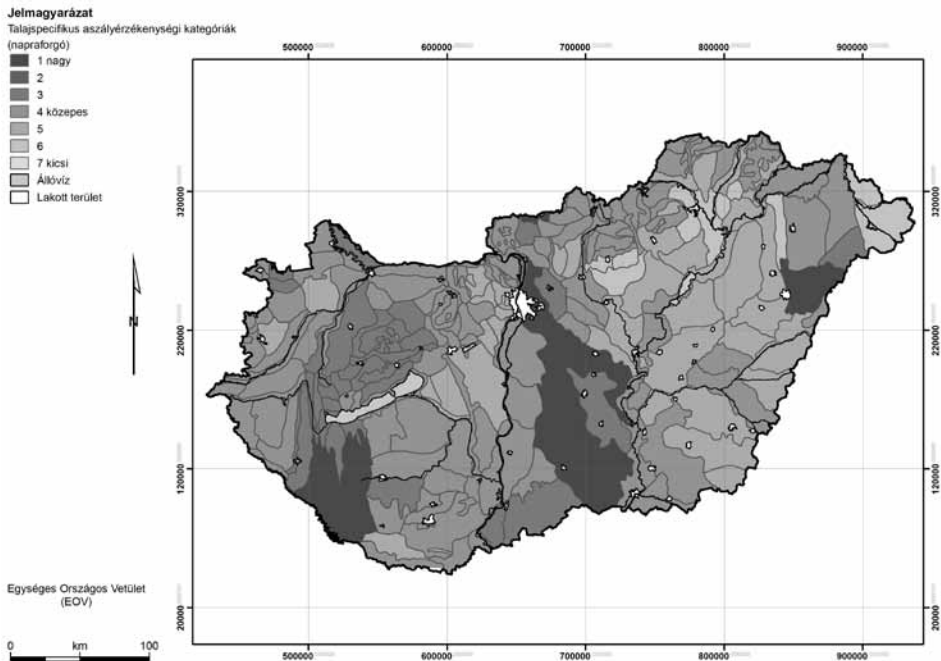 Jelmagyarázat
Talajspecifikus aszályérzékenységi kategóriák
(napraforgó)
1 nagy
2
3
4 közepes
5
6
7 kicsi
Állóvíz
Lakott terület
500000 600000 700000 800000 900000
320000 320000
220000 220000
120000 120000
20000 20000
500000 600000 700000 800000 900000
N
Egységes Országos Vetület
(EOV)
0 km 100